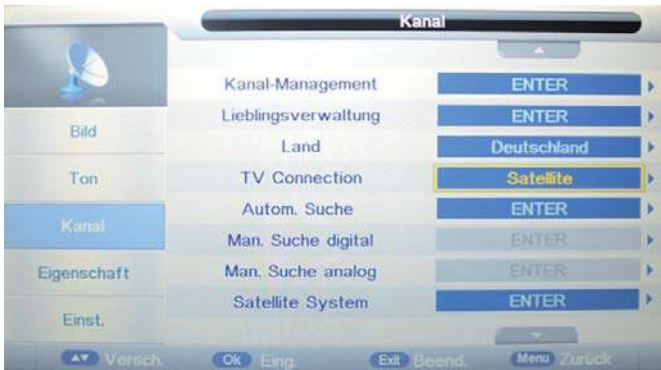 Kanal
Kanal-Management ENTER
Lieblingsverwaltung ENTER
Bild
Land Deutschland
Ton
TV Connection Satellite
Autom. Suche ENTER
Kanal
Man. Suche digital ENTER
Eigenschaft
Man. Suche analog ENTER
Satellite System ENTER
Einst.
Versch. Ok Eing. Exit Beend. Menu Zurück